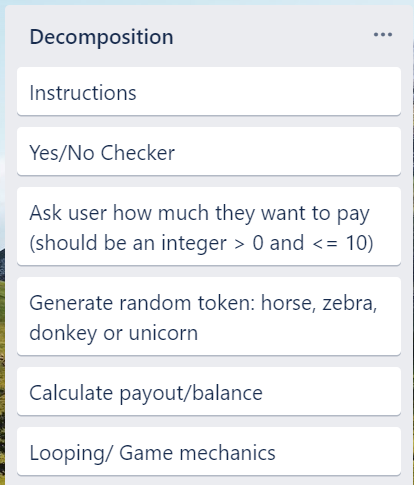 Decomposition
Instructions
Yes/No Checker
Ask user how much they want to pay
(should be an integer > 0 and <= 10)
Generate random token: horse, zebra,
donkey or unicorn
Calculate payout/balance
Looping/ Game mechanics